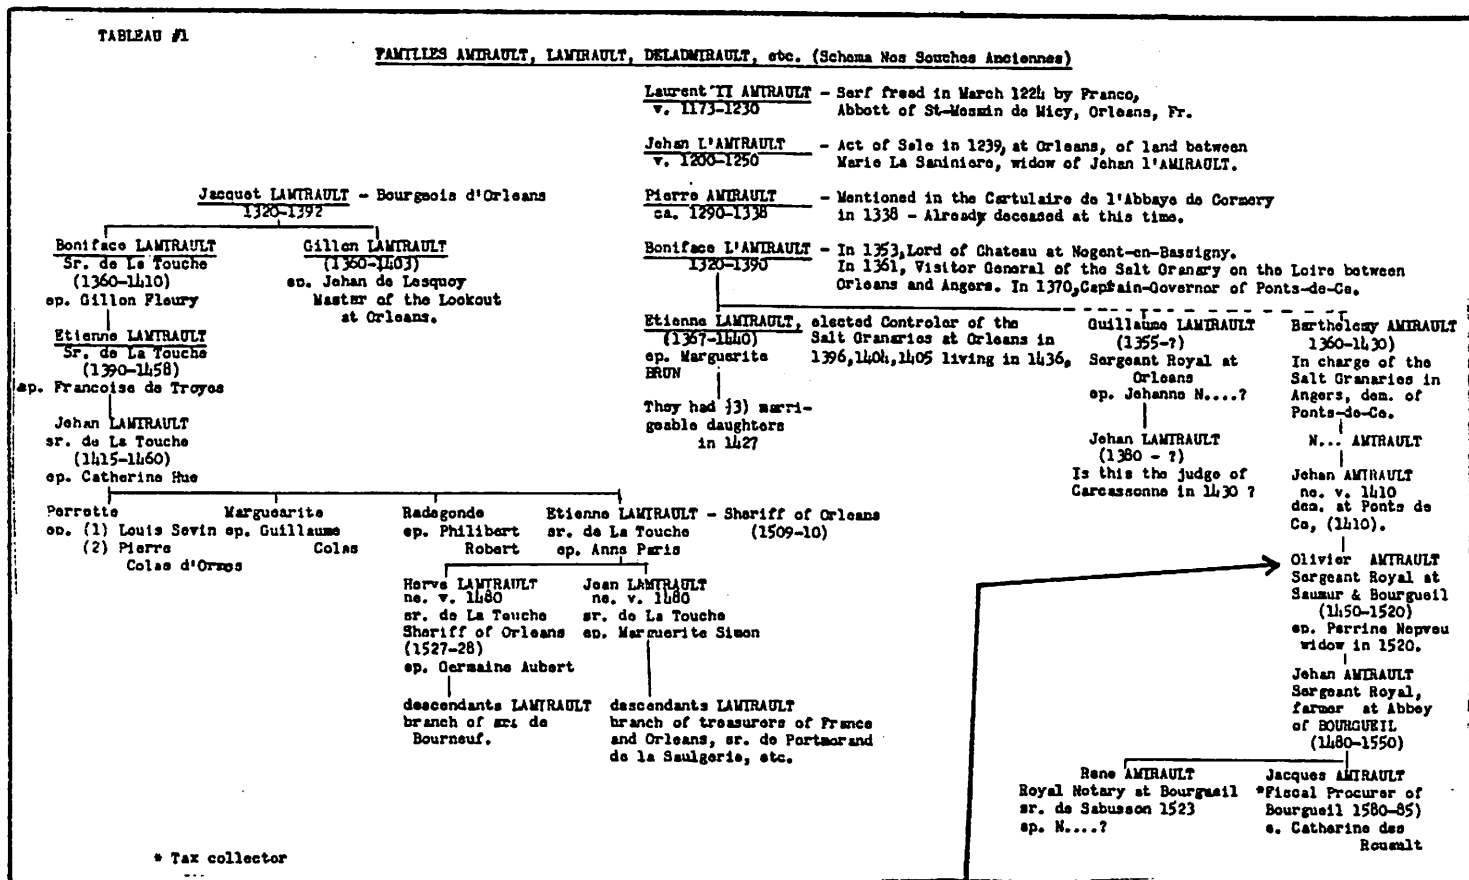 TABLEAU #1
FAMILLES AMIRAULT, LAMIRAULT, DELADMIRAULT, etc. (Schema Nos Souches Anciennes)
Laurent II AMIRAULT - Serf freed in March 1224 by Franco,
v. 1173-1230 Abbott of St-Mesmin de Micy, Orleans, Fr.
Jehan L'AMIRAULT - Act of Sale in 1239, at Orleans, of land between
v. 1200-1250 Marie La Saniniere, widow of Jehan l'AMIRAULT.
Pierre AMIRAULT - Mentioned in the Cartulaire de l'Abbaye de Cormery
ca. 1290-1338 in 1338 - Already deceased at this time.
Boniface L'AMIRAULT - In 1353, Lord of Chateau at Nogent-en-Bassigny.
1320-1390 In 1361, Visitor General of the Salt Granary on the Loire between
Orleans and Angers. In 1370, Captain-Governor of Ponts-de-Ce.
Jacquet LAMIRAULT - Bourgeois d'Orleans
1320-1392
Boniface LAMIRAULT
Sr. de La Touche
(1360-1410)
ep. Gillon Fleury
Gillon LAMIRAULT
(1360-1403)
ep. Jehan de Lesquoy
Master of the Lookout
at Orleans.
Etienne LAMIRAULT
Sr. de La Touche
(1390-1458)
ep. Francoise de Troyes
Jehan LAMIRAULT
sr. de La Touche
(1415-1460)
ep. Catherine Hue
Etienne LAMIRAULT, elected Controler of the
(1367-1440) Salt Granaries at Orleans in
ep. Marguerite 1396,1404,1405 living in 1436,
BRUN
They had (3) marri-
geable daughters
in 1427
Guillaume LAMIRAULT
(1355-?)
Sergeant Royal at
Orleans
ep. Jehanne N....?
Jehan LAMIRAULT
(1380 - ?)
Is this the judge of
Carcassonne in 1430 ?
Barthelemy AMIRAULT
1360-1430)
In charge of the
Salt Granaries in
Angers, dem. of
Ponts-de-Ce.
N... AMIRAULT
Jehan AMIRAULT
ne. v. 1410
dem. at Ponts de
Ce, (1410).
Olivier AMIRAULT
Sergeant Royal at
Saumur & Bourgueil
(1450-1520)
ep. Perrine Nepveu
widow in 1520.
Jehan AMIRAULT
Sergeant Royal,
farmer at Abbey
of BOURGUEIL
(1480-1550)
Perrette
ep. (1) Louis Sevin
(2) Pierre
Colas d'Ormes
Marguerite
ep. Guillaume
Colas
Radegonde
ep. Philibert
Robert
Etienne LAMIRAULT - Sheriff of Orleans
sr. de La Touche (1509-10)
ep. Anne Paris
Herve LAMIRAULT
ne. v. 1480
sr. de La Touche
Sheriff of Orleans
(1527-28)
ep. Germaine Aubert
Jean LAMIRAULT
ne. v. 1480
sr. de La Touche
ep. Marguerite Simon
descendants LAMIRAULT
branch of sri de
Bourneuf.
descendants LAMIRAULT
branch of treasurers of France
and Orleans, sr. de Portmorand
de la Saulgerie, etc.
Rene AMIRAULT
Royal Notary at Bourgueil
sr. de Sabusson 1523
ep. N....?
Jacques AMIRAULT
*Fiscal Procurer of
Bourgueil 1580-85)
e. Catherine des
Rouault
* Tax collector